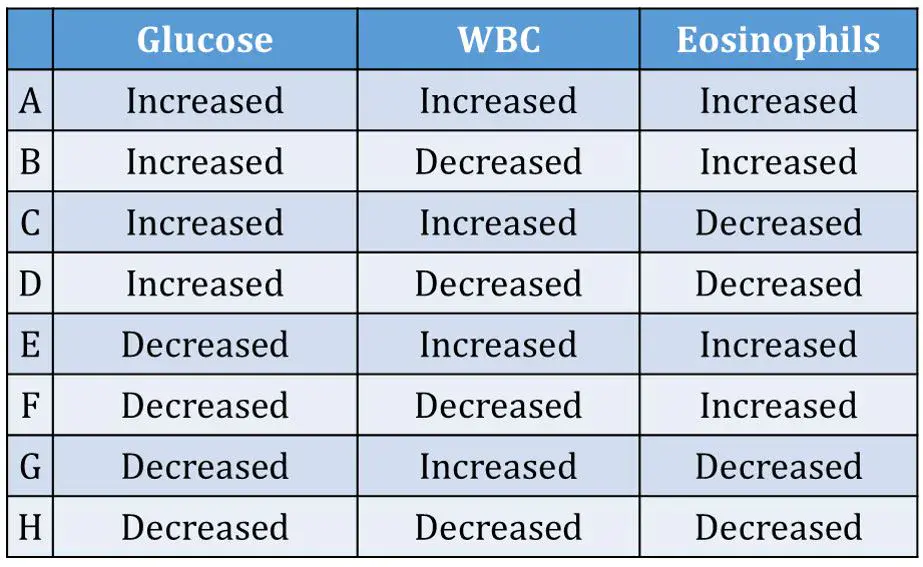 Glucose WBC Eosinophils
A Increased Increased Increased
B Increased Decreased Increased
C Increased Increased Decreased
D Increased Decreased Decreased
E Decreased Increased Increased
F Decreased Decreased Increased
G Decreased Increased Decreased
H Decreased Decreased Decreased